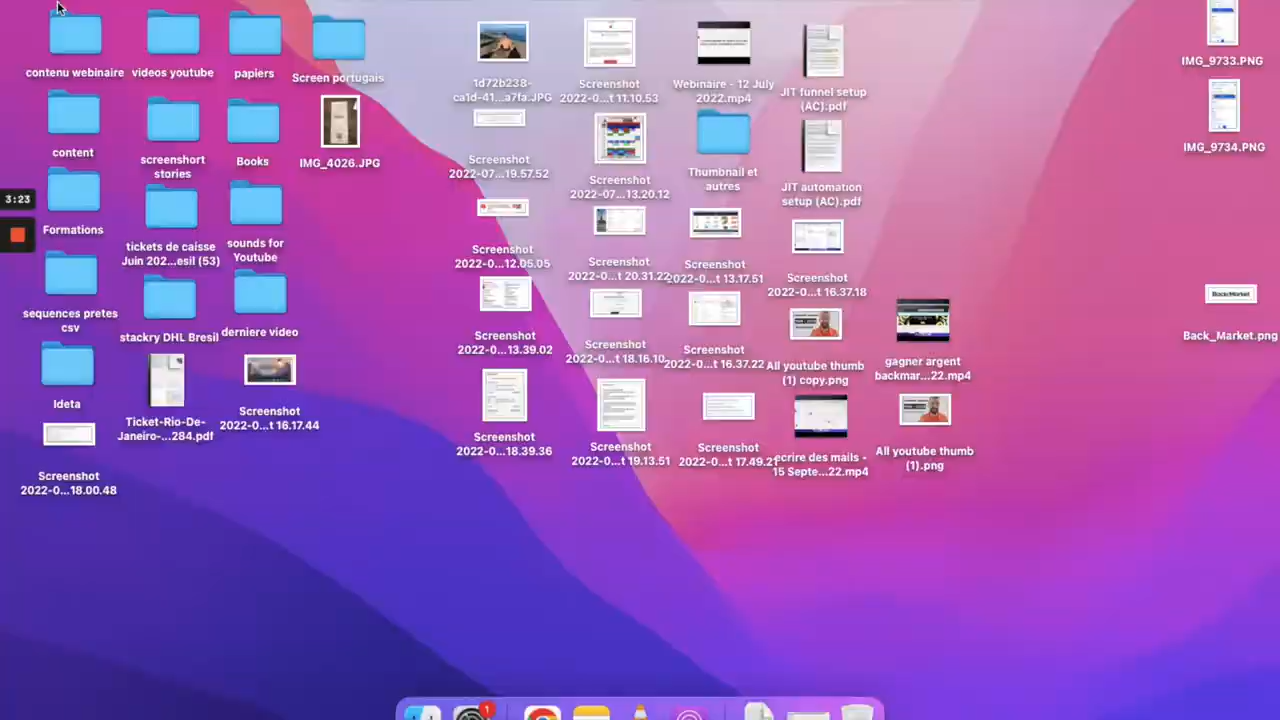 contenu webinaire
videos youtube
papiers
Screen portugais
1d72b238-
ca1d-41...a7fa.JPG
Screenshot
2022-0...t 11.10.53
Webinaire - 12 July
2022.mp4
JIT funnel setup
(AC).pdf
IMG_9733.PNG
content
screenshort
stories
Books
IMG_4026.JPG
Screenshot
2022-07...19.57.52
Screenshot
2022-07...13.20.12
Thumbnail et
autres
JIT automation
setup (AC).pdf
IMG_9734.PNG
3:23
Formations
tickets de caisse
Juin 202...esil (53)
sounds for
Youtube
Screenshot
2022-0...12.05.05
Screenshot
2022-0...t 20.31.22
Screenshot
2022-0...t 13.17.51
Screenshot
2022-0...t 16.37.18
BackMarket
Back_Market.png
sequences pretes
csv
stackry DHL Bresil
derniere video
Screenshot
2022-0...13.39.02
Screenshot
2022-0...t 18.16.10
Screenshot
2022-0...t 16.37.22
All youtube thumb
(1) copy.png
gagner argent
backmar...22.mp4
Ideta
Ticket-Rio-De-
Janeiro-...284.pdf
Screenshot
2022-0...t 16.17.44
Screenshot
2022-0...18.39.36
Screenshot
2022-0...t 19.13.51
Screenshot
2022-0...t 17.49.21
ecrire des mails -
15 Septe...22.mp4
All youtube thumb
(1).png
Screenshot
2022-0...18.00.48
1